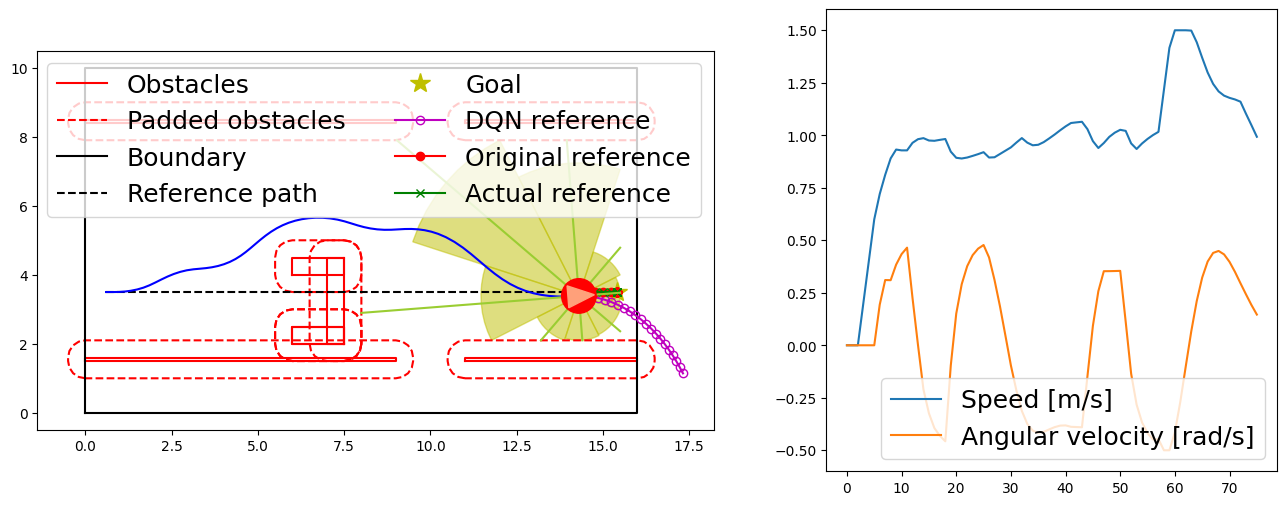 10
8
6
4
2
0
Obstacles
Padded obstacles
Boundary
Reference path
Goal
DQN reference
Original reference
Actual reference
0.0 2.5 5.0 7.5 10.0 12.5 15.0 17.5
1.50
1.25
1.00
0.75
0.50
0.25
0.00
−0.25
−0.50
Speed [m/s]
Angular velocity [rad/s]
0 10 20 30 40 50 60 70